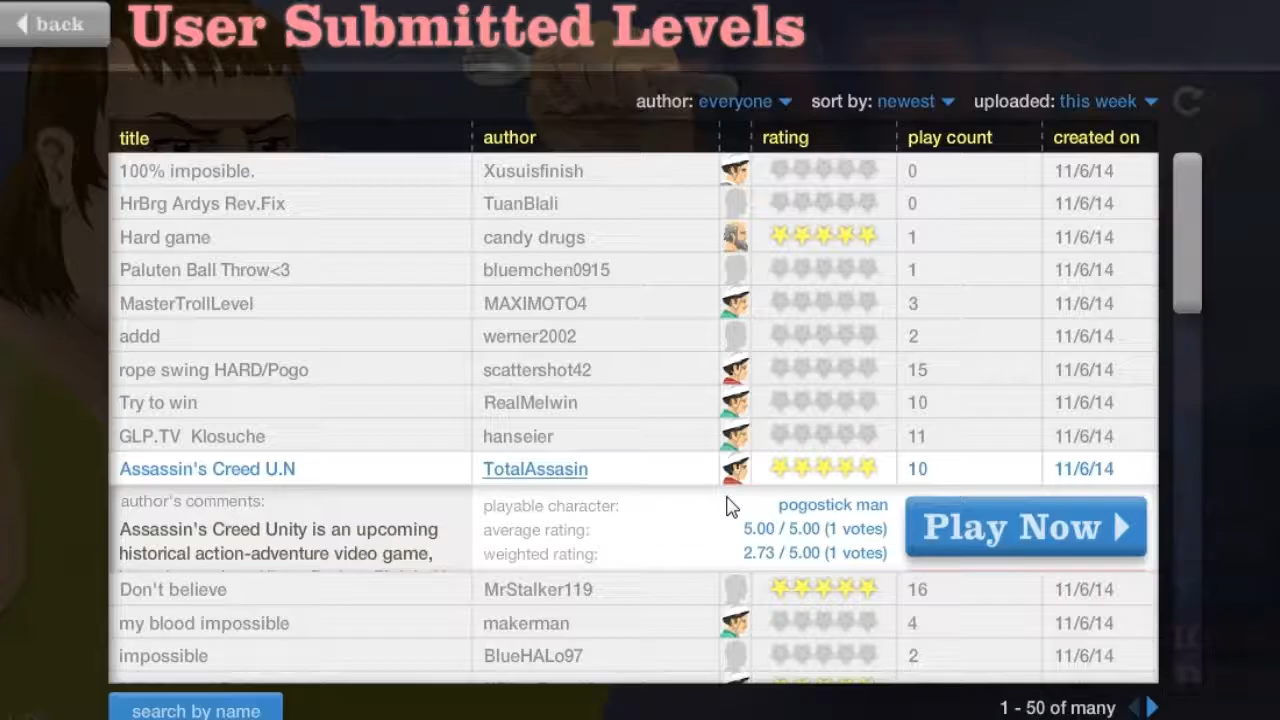 back
User Submitted Levels
author: everyone sort by: newest uploaded: this week
title author rating play count created on
100% imposible. Xusuisfinish 0 11/6/14
HrBrg Ardys Rev.Fix TuanBlali 0 11/6/14
Hard game candy drugs 1 11/6/14
Paluten Ball Throw<3 bluemchen0915 1 11/6/14
MasterTrollLevel MAXIMOTO4 3 11/6/14
addd werner2002 2 11/6/14
rope swing HARD/Pogo scattershot42 15 11/6/14
Try to win RealMelwin 10 11/6/14
GLP.TV Klosuche hanseier 11 11/6/14
Assassin's Creed U.N TotalAssasin 10 11/6/14
author's comments:
Assassin's Creed Unity is an upcoming
historical action-adventure video game,
playable character: pogostick man
average rating: 5.00 / 5.00 (1 votes)
weighted rating: 2.73 / 5.00 (1 votes)
Play Now
Don't believe MrStalker119 16 11/6/14
my blood impossible makerman 4 11/6/14
impossible BlueHALo97 2 11/6/14
search by name
1 - 50 of many